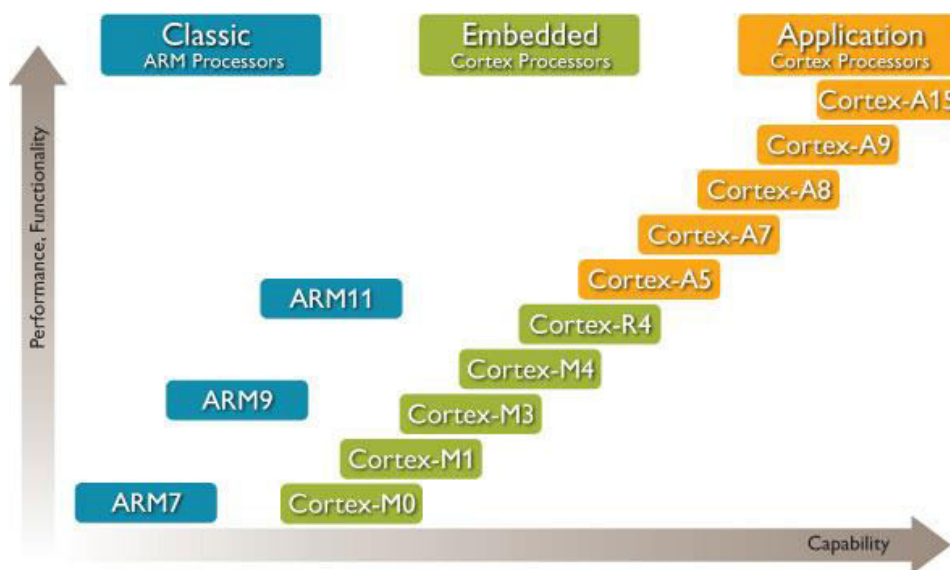 Classic
ARM Processors
Embedded
Cortex Processors
Application
Cortex Processors
Cortex-A15
Cortex-A9
Cortex-A8
Cortex-A7
Cortex-A5
ARM11
Cortex-R4
Cortex-M4
ARM9
Cortex-M3
Cortex-M1
ARM7
Cortex-M0
Performance, Functionality
Capability